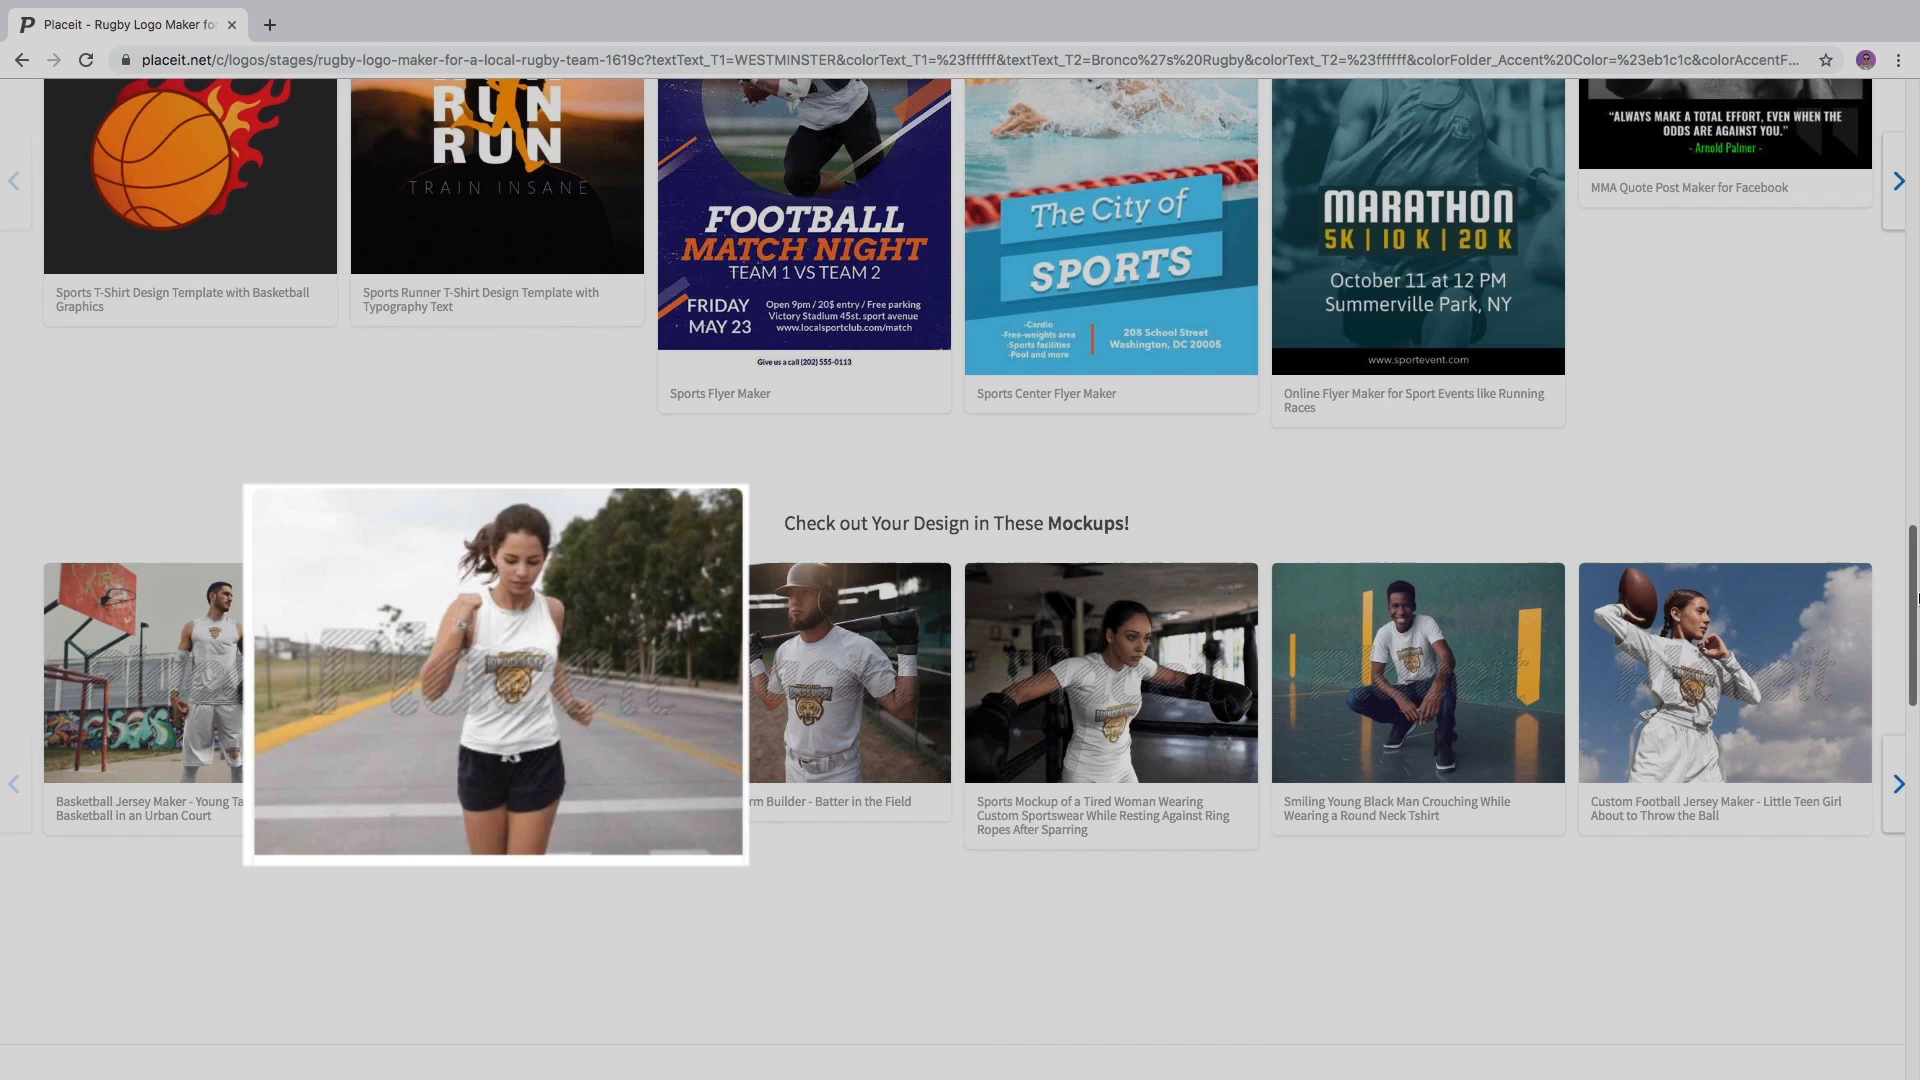 Placeit - Rugby Logo Maker for
placeit.net/c/logos/stages/rugby-logo-maker-for-a-local-rugby-team-1619c?textText_T1=WESTMINSTER&colorText_T1=%23ffffff&textText_T2=Bronco%27s%20Rugby&colorText_T2=%23ffffff&colorFolder_Accent%20Color=%23eb1c1c&colorAccentF...
RUN
RUN
TRAIN INSANE
Sports T-Shirt Design Template with Basketball
Graphics
Sports Runner T-Shirt Design Template with
Typography Text
FOOTBALL
MATCH NIGHT
TEAM 1 VS TEAM 2
FRIDAY
MAY 23
Open 9pm / 20$ entry / Free parking
Victory Stadium 45st. sport avenue
www.localsportclub.com/match
Give us a call (202) 555-0113
Sports Flyer Maker
The City of
SPORTS
-Cardio
-Free-weights area
-Sports facilities
-Pool and more
208 School Street
Washington, DC 20005
Sports Center Flyer Maker
MARATHON
5K | 10 K | 20 K
October 11 at 12 PM
Summerville Park, NY
www.sportevent.com
Online Flyer Maker for Sport Events like Running
Races
“ALWAYS MAKE A TOTAL EFFORT, EVEN WHEN THE
ODDS ARE AGAINST YOU.”
- Arnold Palmer -
MMA Quote Post Maker for Facebook
Check out Your Design in These Mockups!
Placeit
Placeit
Placeit
Placeit
Basketball Jersey Maker - Young Ta
Basketball in an Urban Court
rm Builder - Batter in the Field
Sports Mockup of a Tired Woman Wearing
Custom Sportswear While Resting Against Ring
Ropes After Sparring
Smiling Young Black Man Crouching While
Wearing a Round Neck Tshirt
Custom Football Jersey Maker - Little Teen Girl
About to Throw the Ball